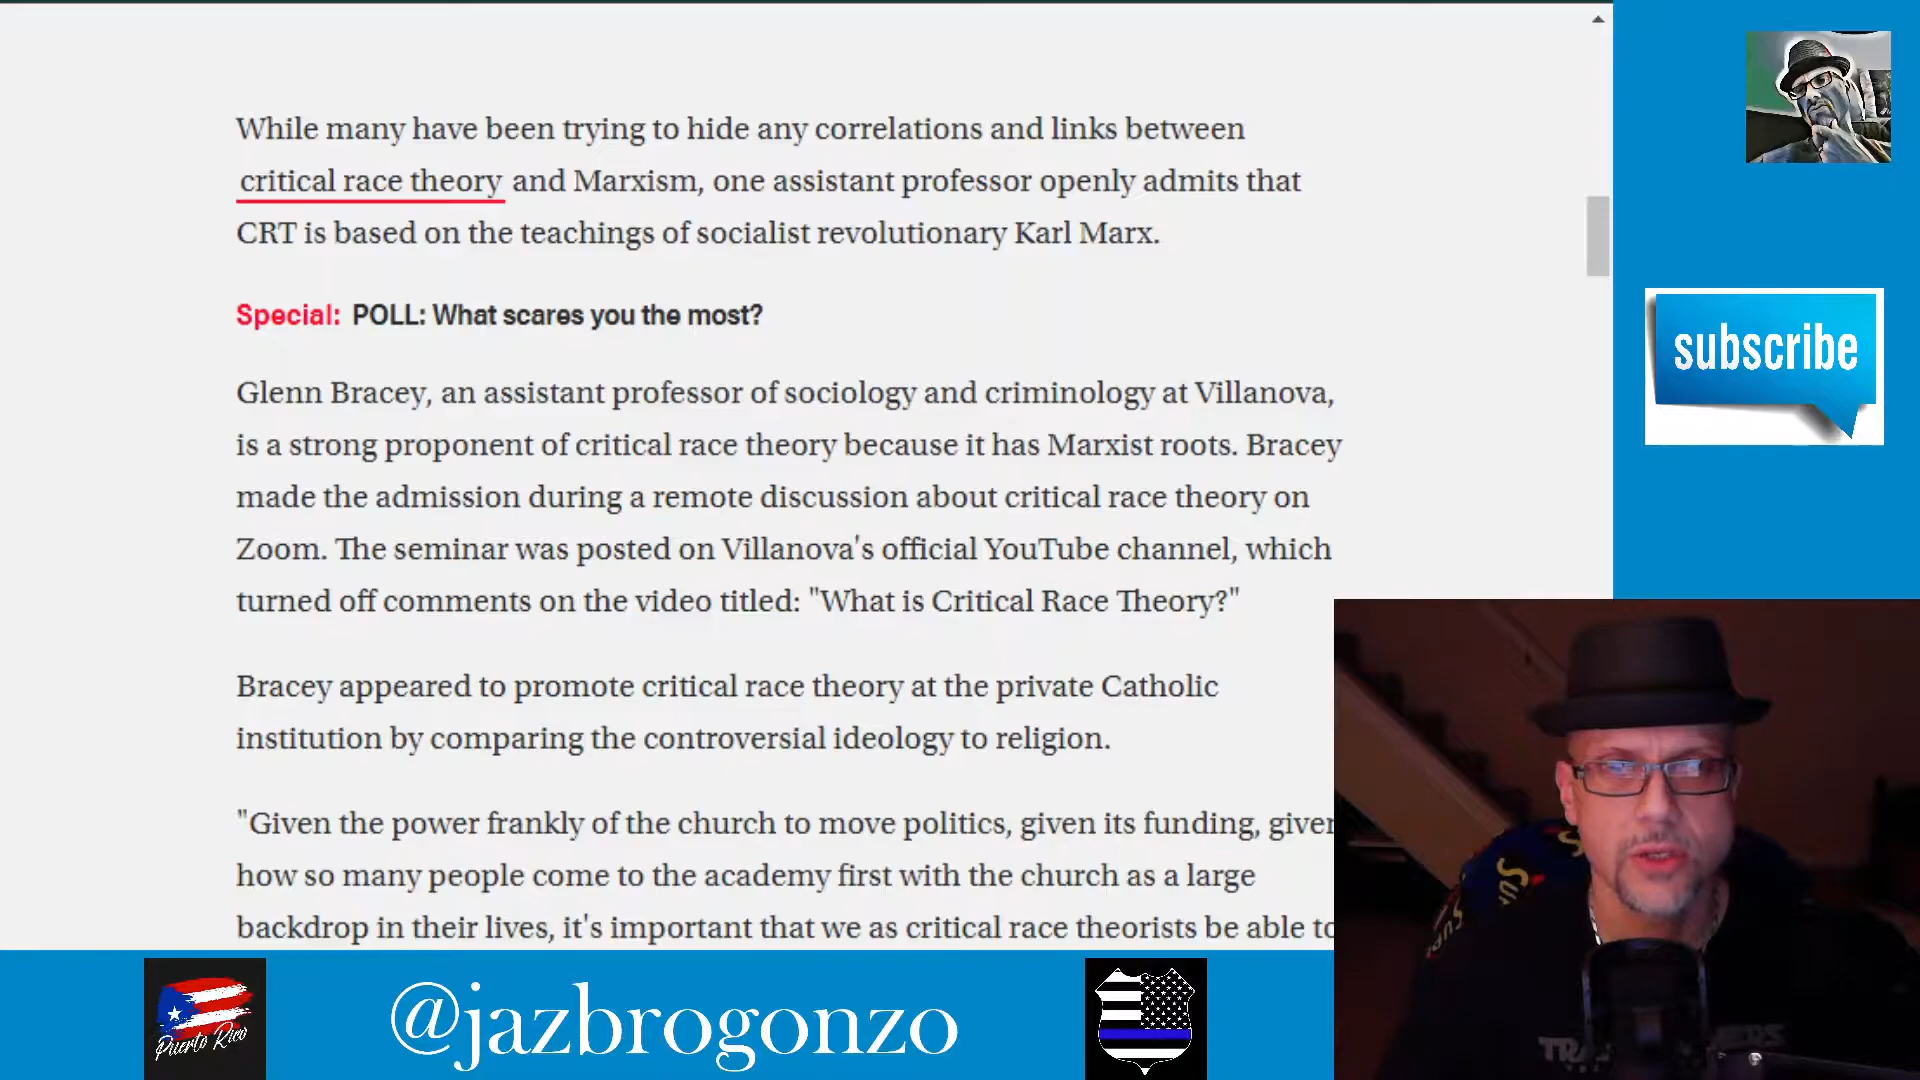 While many have been trying to hide any correlations and links between
critical race theory and Marxism, one assistant professor openly admits that
CRT is based on the teachings of socialist revolutionary Karl Marx.
Special: POLL: What scares you the most?
Glenn Bracey, an assistant professor of sociology and criminology at Villanova,
is a strong proponent of critical race theory because it has Marxist roots. Bracey
made the admission during a remote discussion about critical race theory on
Zoom. The seminar was posted on Villanova's official YouTube channel, which
turned off comments on the video titled: "What is Critical Race Theory?"
Bracey appeared to promote critical race theory at the private Catholic
institution by comparing the controversial ideology to religion.
"Given the power frankly of the church to move politics, given its funding, given
how so many people come to the academy first with the church as a large
backdrop in their lives, it's important that we as critical race theorists be able to
subscribe
Puerto Rico
@jazbrogonzo